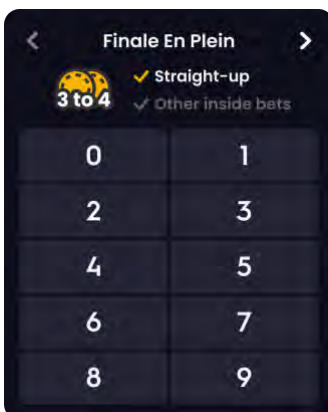 Finale En Plein
Straight-up
3 to 4
Other inside bets
0 1
2 3
4 5
6 7
8 9